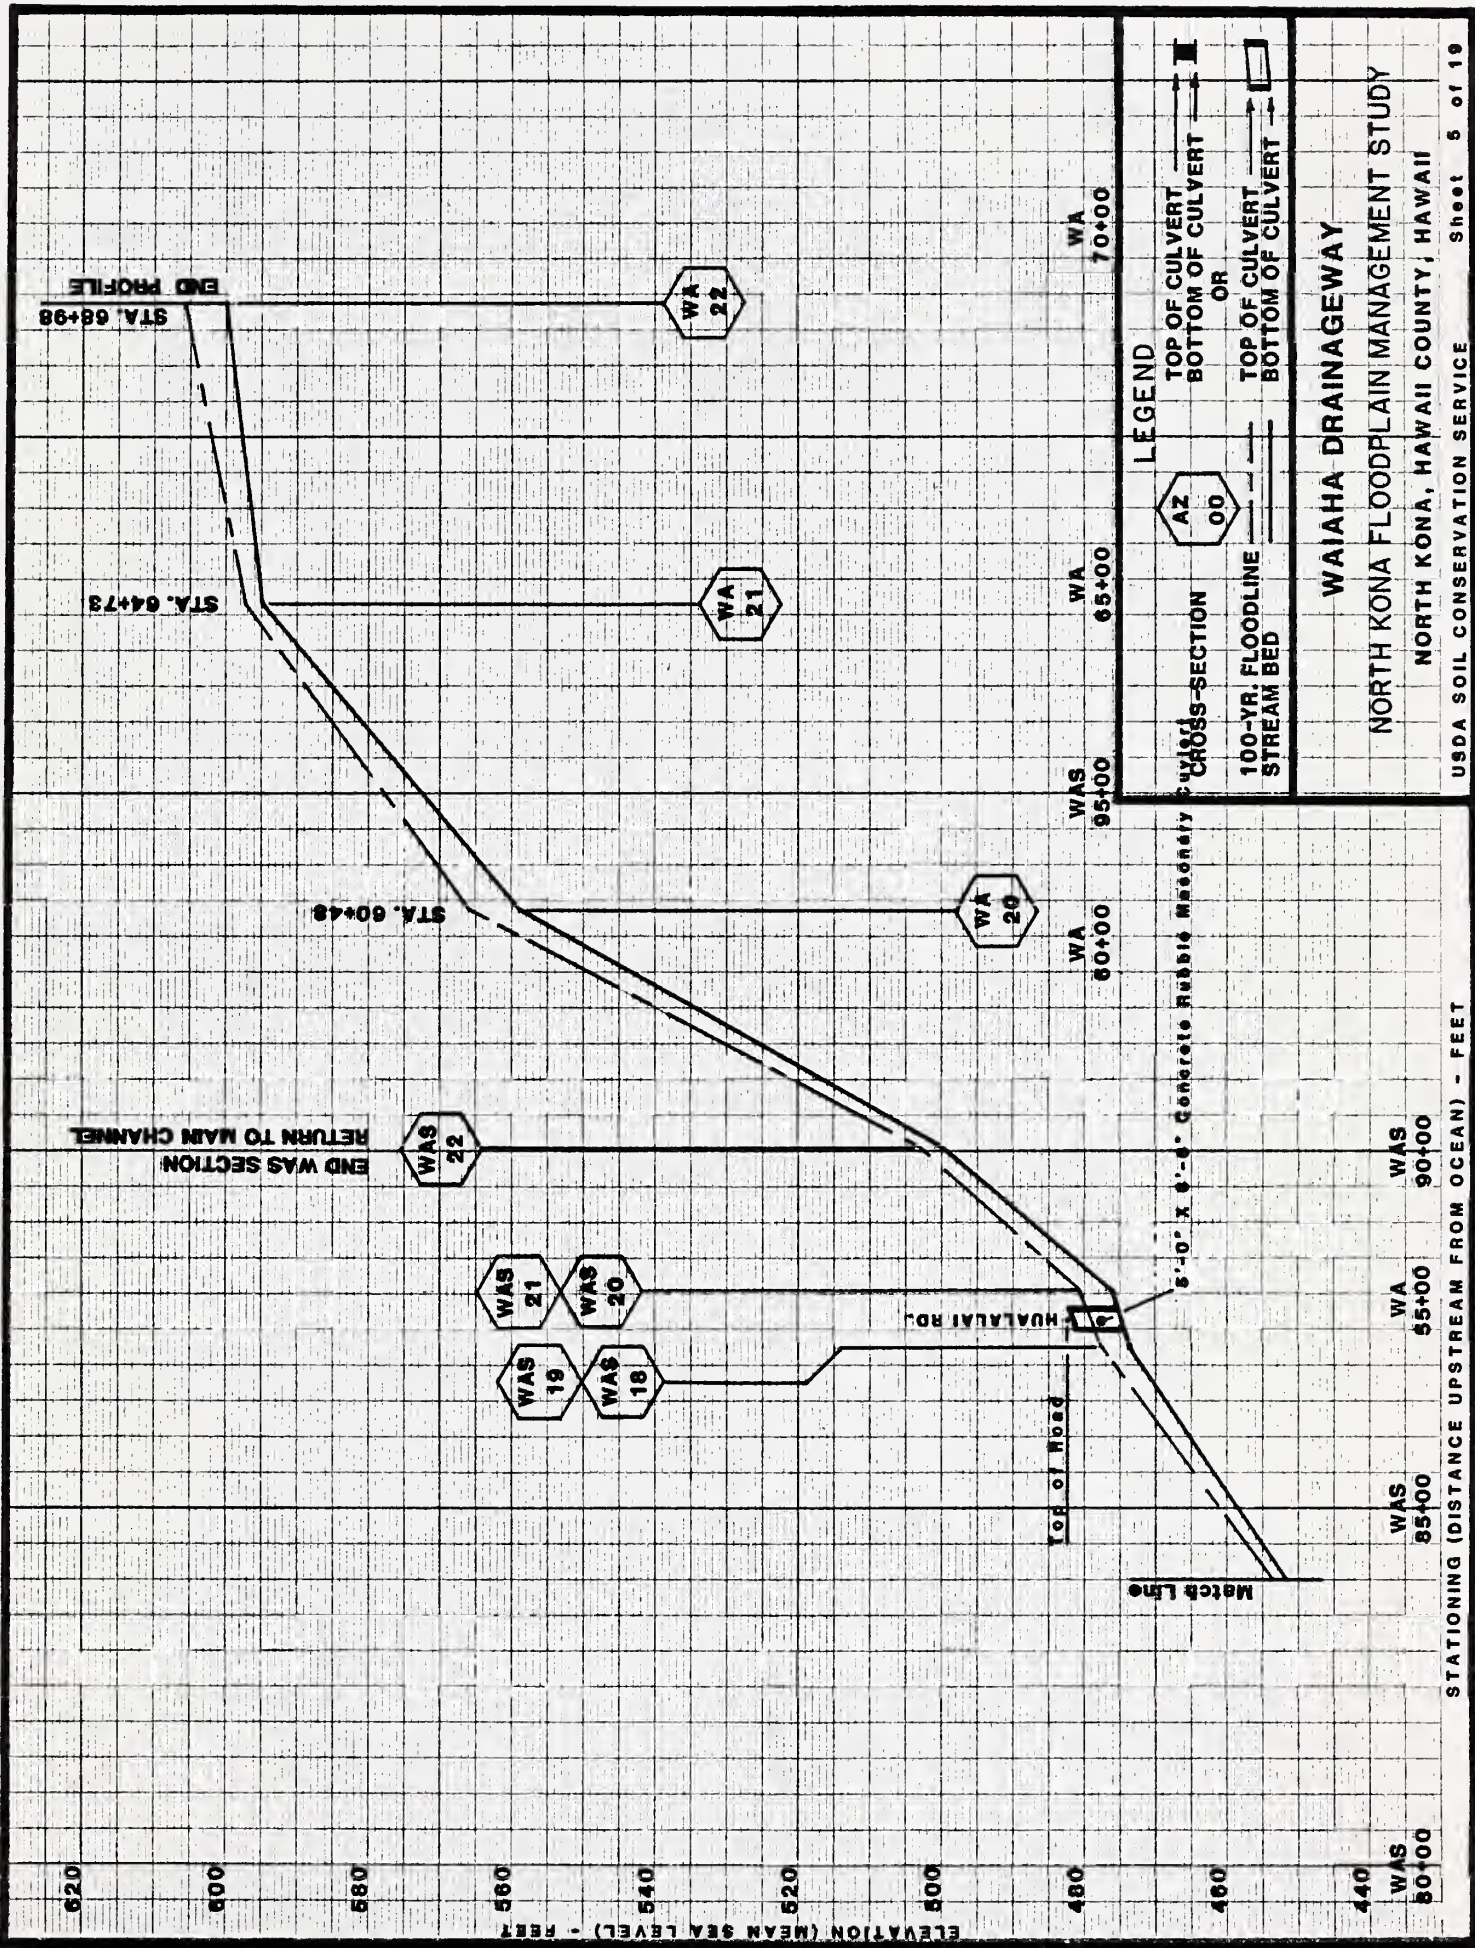 620
600
580
560
540
520
500
480
460
440
ELEVATION (MEAN SEA LEVEL) - FEET
STA. 68+98
END PROFILE
STA. 64+73
STA. 60+48
END WAS SECTION
RETURN TO MAIN CHANNEL
WA
22
WA
21
WA
20
WAS
22
WAS
21
WAS
20
WAS
19
WAS
18
HUALALAI RD.
Top of Road
Match Line
Concrete Rubble Masonary
WAS
80+00
WAS
85+00
WA
55+00
WAS
90+00
WA
60+00
WAS
95+00
WA
65+00
WA
70+00
STATIONING (DISTANCE UPSTREAM FROM OCEAN) - FEET
LEGEND
CROSS-SECTION
AZ
00
100-YR. FLOODLINE
STREAM BED
TOP OF CULVERT
BOTTOM OF CULVERT
OR
TOP OF CULVERT
BOTTOM OF CULVERT
WAIAHA DRAINAGEWAY
NORTH KONA FLOODPLAIN MANAGEMENT STUDY
NORTH KONA, HAWAII COUNTY, HAWAII
USDA SOIL CONSERVATION SERVICE Sheet 5 of 19